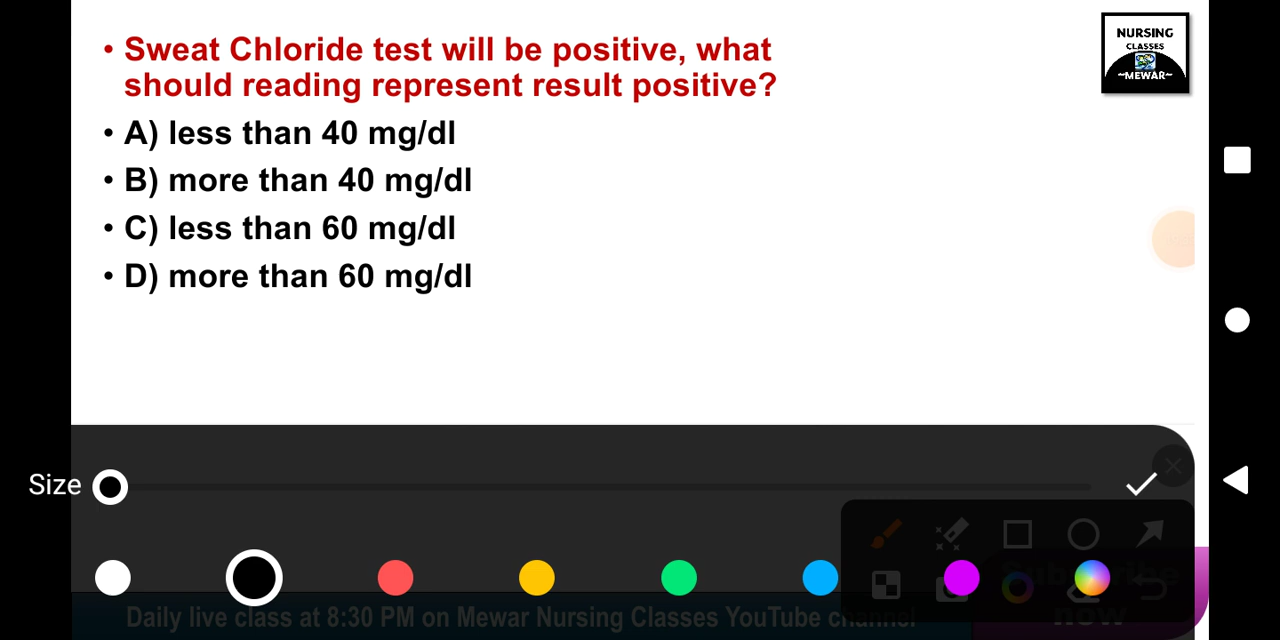 • Sweat Chloride test will be positive, what
should reading represent result positive?
• A) less than 40 mg/dl
• B) more than 40 mg/dl
• C) less than 60 mg/dl
• D) more than 60 mg/dl
NURSING
CLASSES
~MEWAR~
Size
Daily live class at 8:30 PM on Mewar Nursing Classes YouTube channel
Subscribe
now